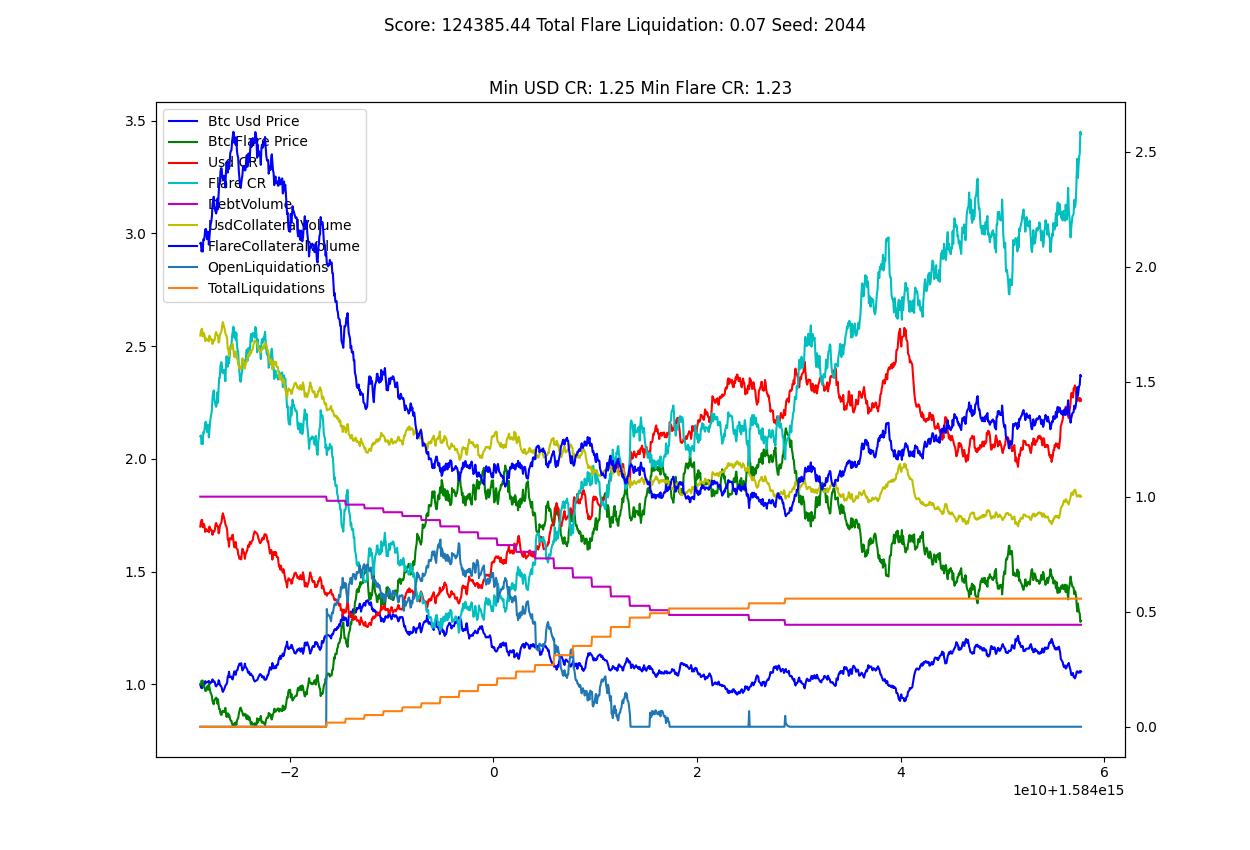 Score: 124385.44 Total Flare Liquidation: 0.07 Seed: 2044
Min USD CR: 1.25 Min Flare CR: 1.23
Btc Usd Price
Btc Flare Price
Usd CR
Flare CR
DebtVolume
UsdCollateralVolume
FlareCollateralVolume
OpenLiquidations
TotalLiquidations
3.5
3.0
2.5
2.0
1.5
1.0
2.5
2.0
1.5
1.0
0.5
0.0
−2
0
2
4
6
1e10+1.584e15